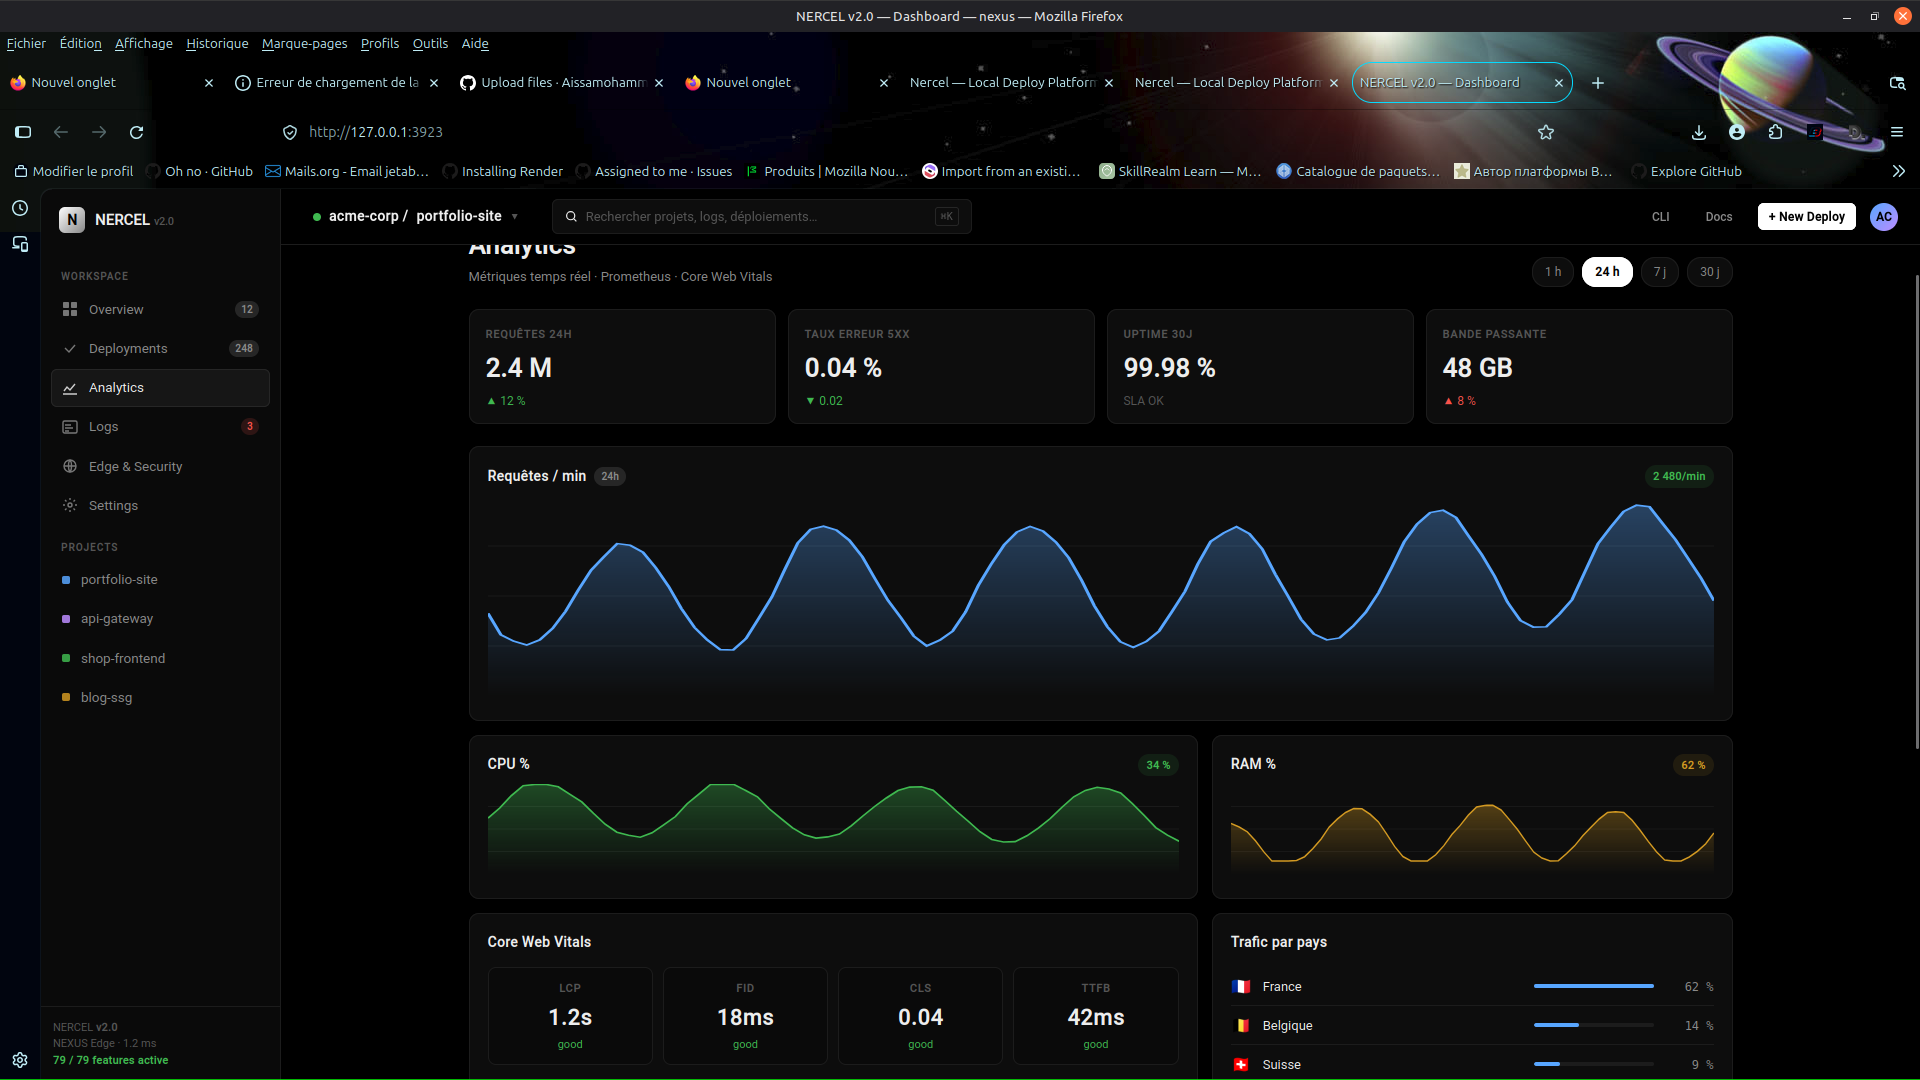 NERCEL v2.0 — Dashboard — nexus — Mozilla Firefox
Fichier Édition Affichage Historique Marque-pages Profils Outils Aide
Nouvel onglet
Erreur de chargement de la
Upload files · Aissamohamm
Nouvel onglet
Nercel — Local Deploy Platform
Nercel — Local Deploy Platform
NERCEL v2.0 — Dashboard
http://127.0.0.1:3923
Modifier le profil
Oh no · GitHub
Mails.org - Email jetab…
Installing Render
Assigned to me · Issues
Produits | Mozilla Nou…
Import from an existi…
SkillRealm Learn — M…
Catalogue de paquets…
Автор платформы В…
Explore GitHub
N NERCEL v2.0
acme-corp / portfolio-site
Rechercher projets, logs, déploiements… ⌘K
CLI
Docs
+ New Deploy
AC
WORKSPACE
Overview 12
Deployments 248
Analytics
Logs 3
Edge & Security
Settings
PROJECTS
portfolio-site
api-gateway
shop-frontend
blog-ssg
NERCEL v2.0
NEXUS Edge · 1.2 ms
79 / 79 features active
Analytics
Métriques temps réel · Prometheus · Core Web Vitals
1 h 24 h 7 j 30 j
REQUÊTES 24H
2.4 M
▲ 12 %
TAUX ERREUR 5XX
0.04 %
▼ 0.02
UPTIME 30J
99.98 %
SLA OK
BANDE PASSANTE
48 GB
▲ 8 %
Requêtes / min 24h
2 480/min
CPU %
34 %
RAM %
62 %
Core Web Vitals
LCP
1.2s
good
FID
18ms
good
CLS
0.04
good
TTFB
42ms
good
Trafic par pays
France 62 %
Belgique 14 %
Suisse 9 %